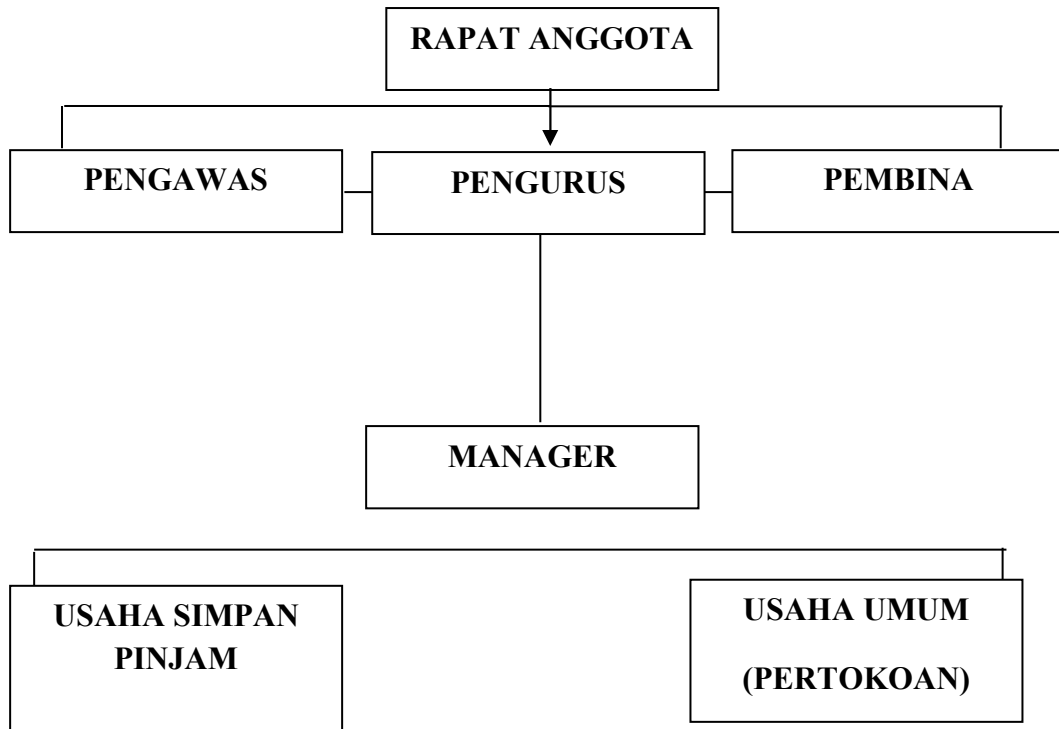 RAPAT ANGGOTA
PENGAWAS
PENGURUS
PEMBINA
MANAGER
USAHA SIMPAN
PINJAM
USAHA UMUM
(PERTOKOAN)